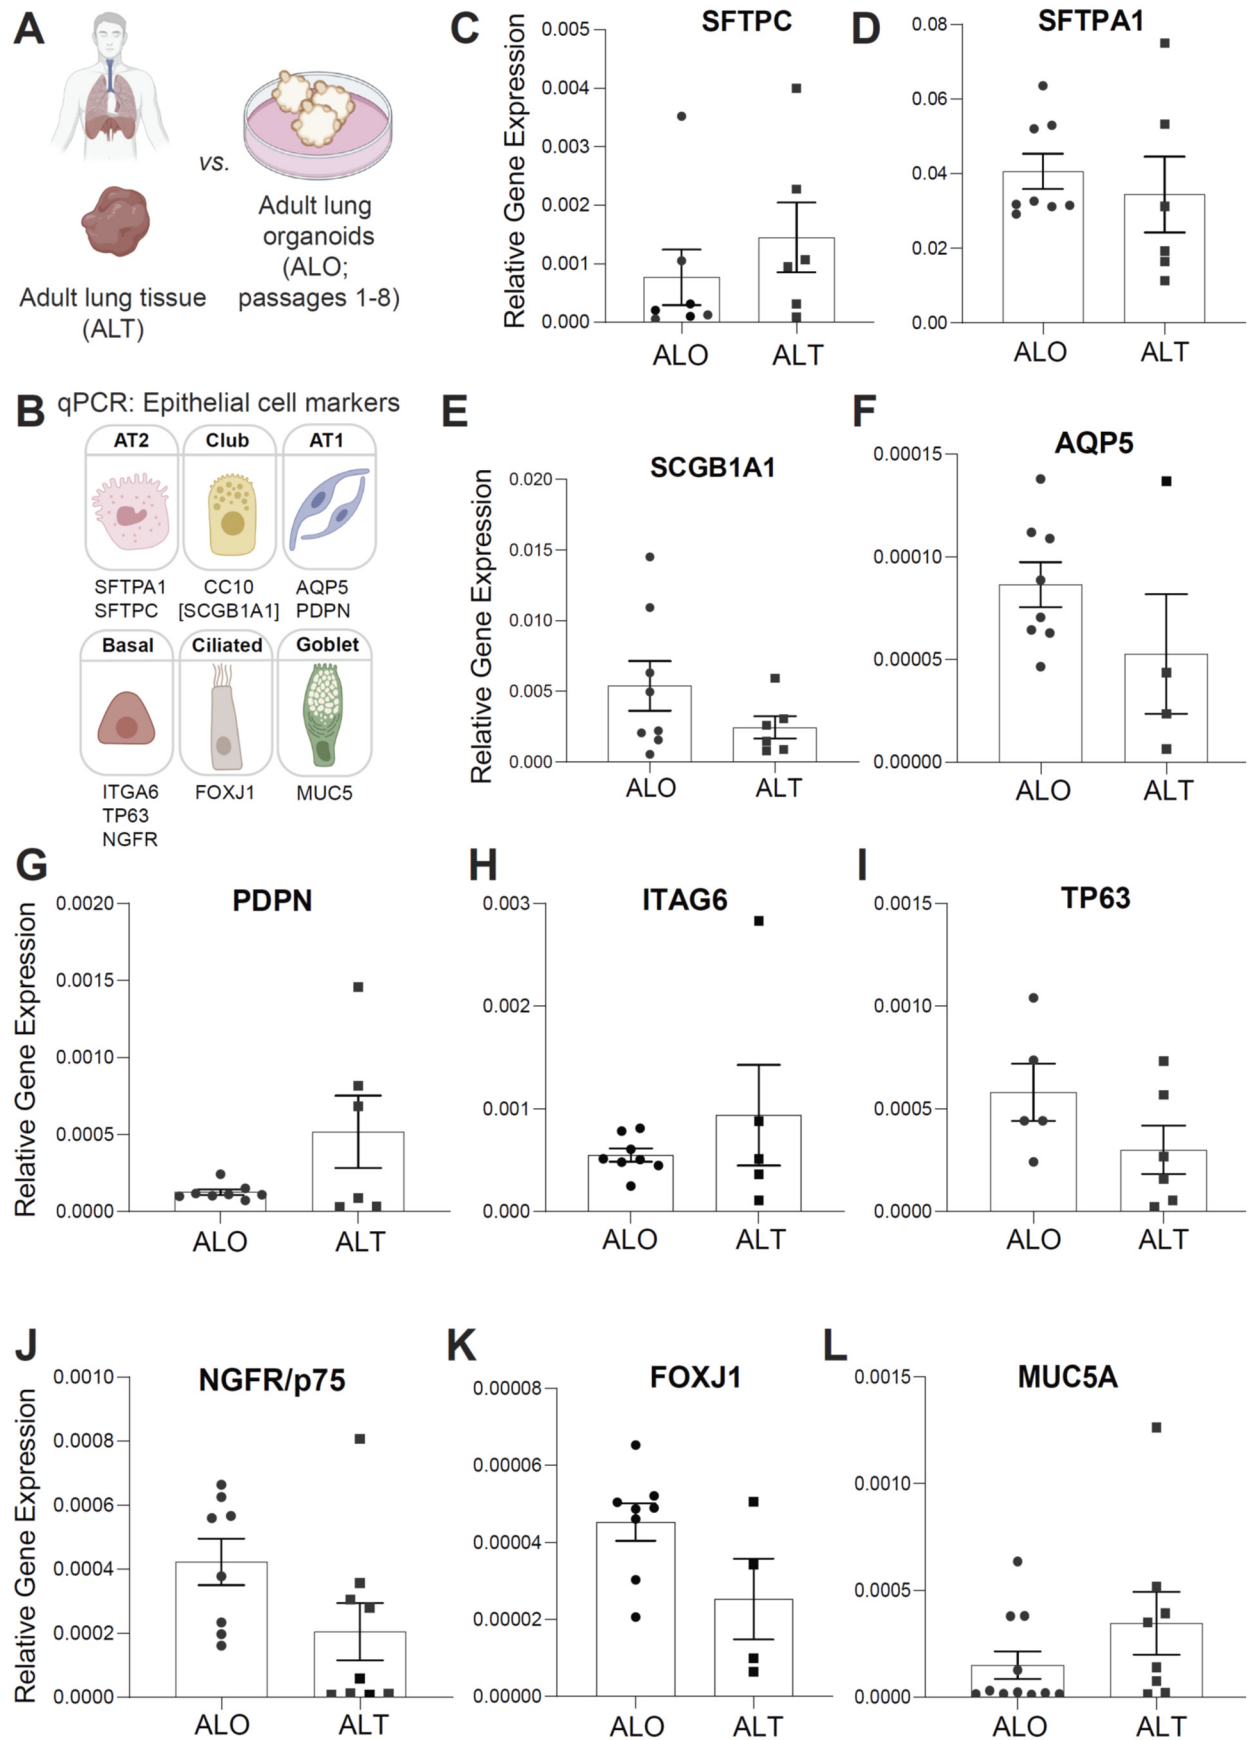 A
vs.
Adult lung tissue
(ALT)
Adult lung
organoids
(ALO;
passages 1-8)
B
qPCR: Epithelial cell markers
AT2
Club
AT1
SFTPA1
SFTPC
CC10
[SCGB1A1]
AQP5
PDPN
Basal
Ciliated
Goblet
ITGA6
TP63
NGFR
FOXJ1
MUC5
C
SFTPC
Relative Gene Expression
0.005
0.004
0.003
0.002
0.001
0.000
ALO
ALT
D
SFTPA1
0.08
0.06
0.04
0.02
0.00
ALO
ALT
E
SCGB1A1
Relative Gene Expression
0.020
0.015
0.010
0.005
0.000
ALO
ALT
F
AQP5
0.00015
0.00010
0.00005
0.00000
ALO
ALT
G
PDPN
Relative Gene Expression
0.0020
0.0015
0.0010
0.0005
0.0000
ALO
ALT
H
ITAG6
0.003
0.002
0.001
0.000
ALO
ALT
I
TP63
0.0015
0.0010
0.0005
0.0000
ALO
ALT
J
NGFR/p75
Relative Gene Expression
0.0010
0.0008
0.0006
0.0004
0.0002
0.0000
ALO
ALT
K
FOXJ1
0.00008
0.00006
0.00004
0.00002
0.00000
ALO
ALT
L
MUC5A
0.0015
0.0010
0.0005
0.0000
ALO
ALT